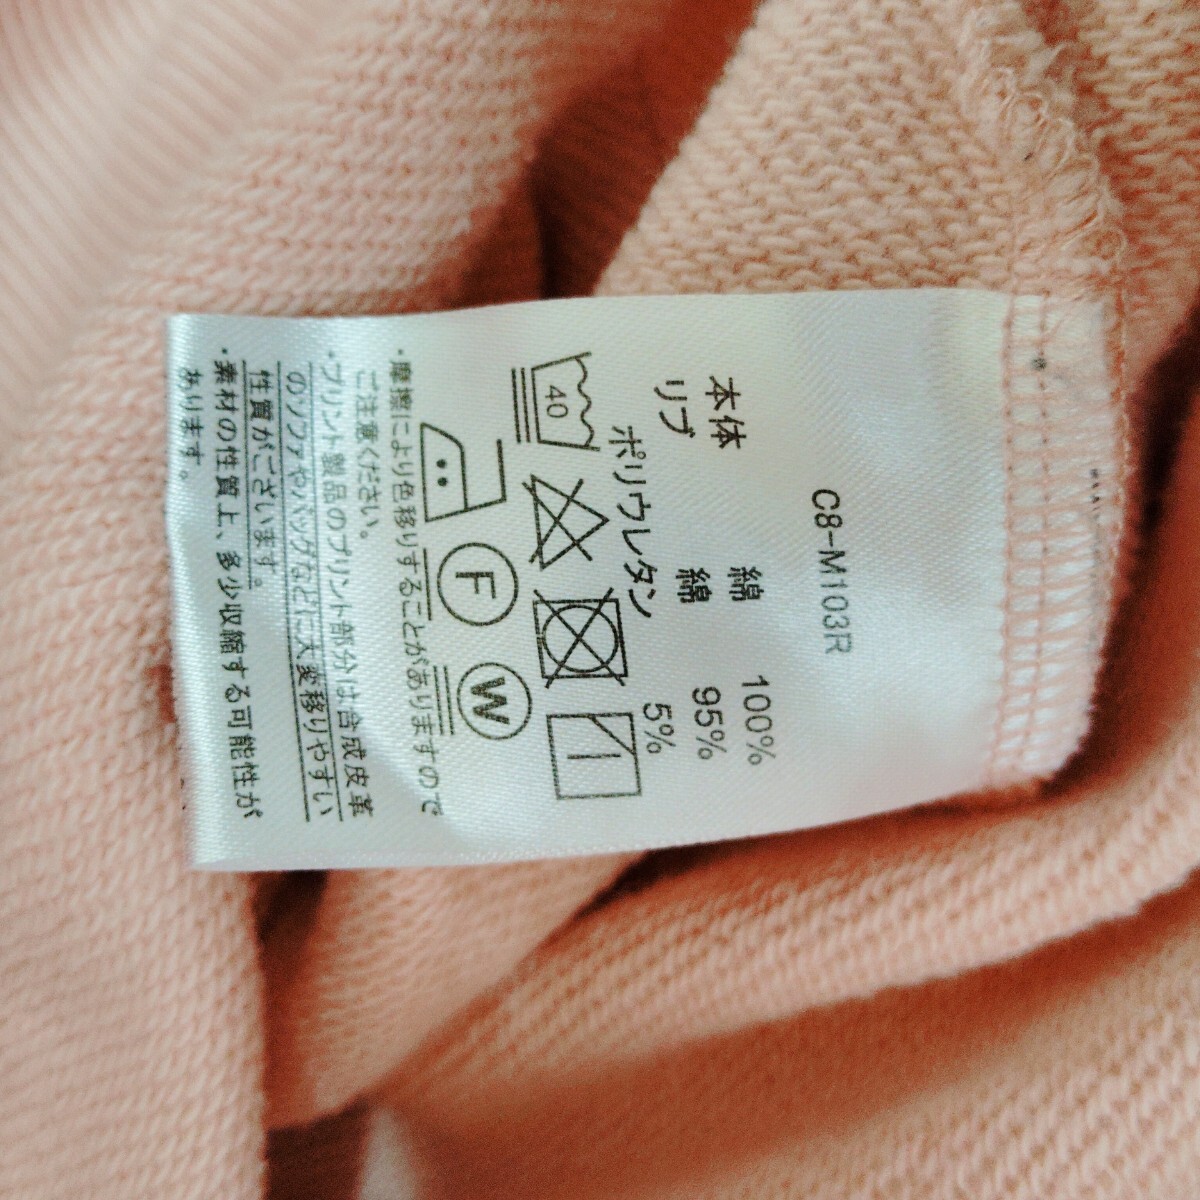 C8-M103R
本体 綿 100%
リブ 綿 95%
ポリウレタン 5%
40
F W
・摩擦により色移りすることがありますので
ご注意ください。
・プリント製品のプリント部分は合成皮革
のソファやバッグなどに大変移りやすい
性質がございます。
・素材の性質上、多少収縮する可能性が
あります。